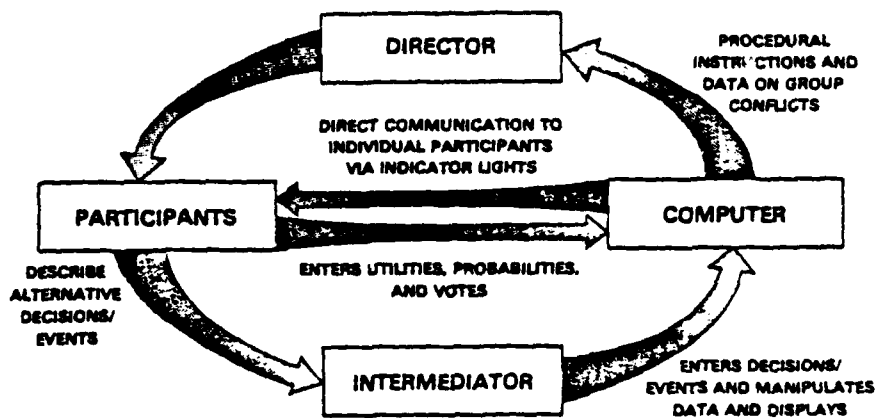 DIRECTOR
PROCEDURAL
INSTRUCTIONS AND
DATA ON GROUP
CONFLICTS
DIRECT COMMUNICATION TO
INDIVIDUAL PARTICIPANTS
VIA INDICATOR LIGHTS
PARTICIPANTS
COMPUTER
DESCRIBE
ALTERNATIVE
DECISIONS/
EVENTS
ENTERS UTILITIES, PROBABILITIES,
AND VOTES
INTERMEDIATOR
ENTERS DECISIONS/
EVENTS AND MANIPULATES
DATA AND DISPLAYS